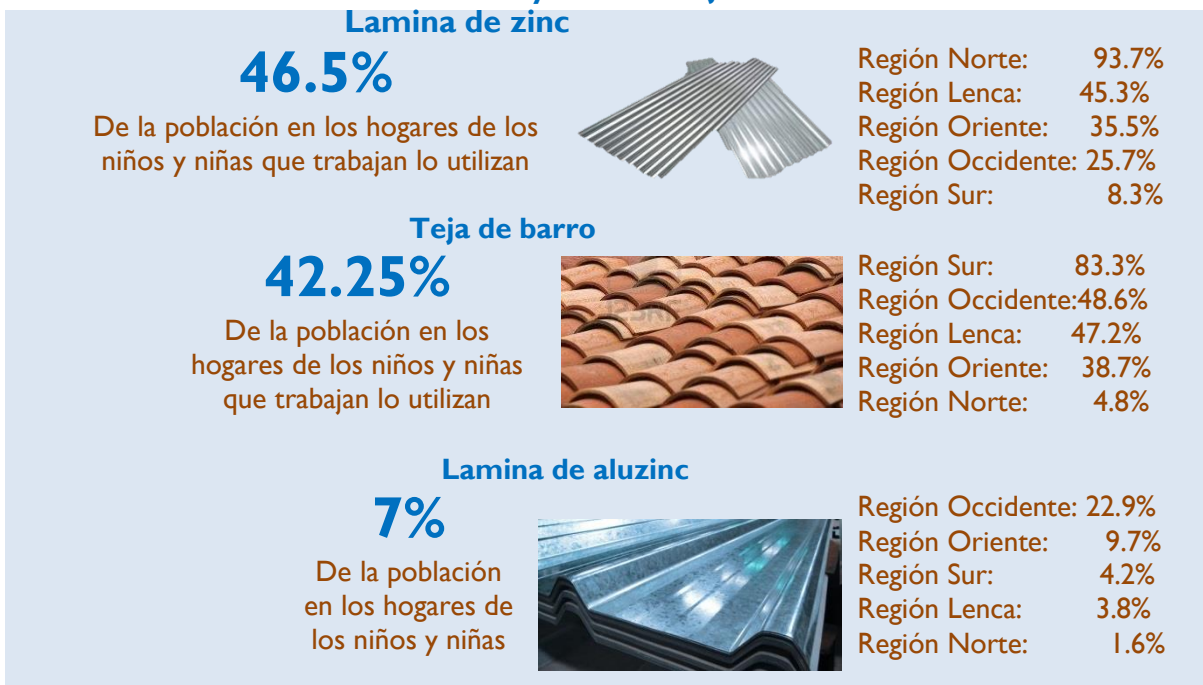 Lamina de zinc
46.5%
De la población en los hogares de los
niños y niñas que trabajan lo utilizan
Región Norte: 93.7%
Región Lenca: 45.3%
Región Oriente: 35.5%
Región Occidente: 25.7%
Región Sur: 8.3%
Teja de barro
42.25%
De la población en los
hogares de los niños y niñas
que trabajan lo utilizan
Región Sur: 83.3%
Región Occidente:48.6%
Región Lenca: 47.2%
Región Oriente: 38.7%
Región Norte: 4.8%
Lamina de aluzinc
7%
De la población
en los hogares de
los niños y niñas
Región Occidente: 22.9%
Región Oriente: 9.7%
Región Sur: 4.2%
Región Lenca: 3.8%
Región Norte: 1.6%